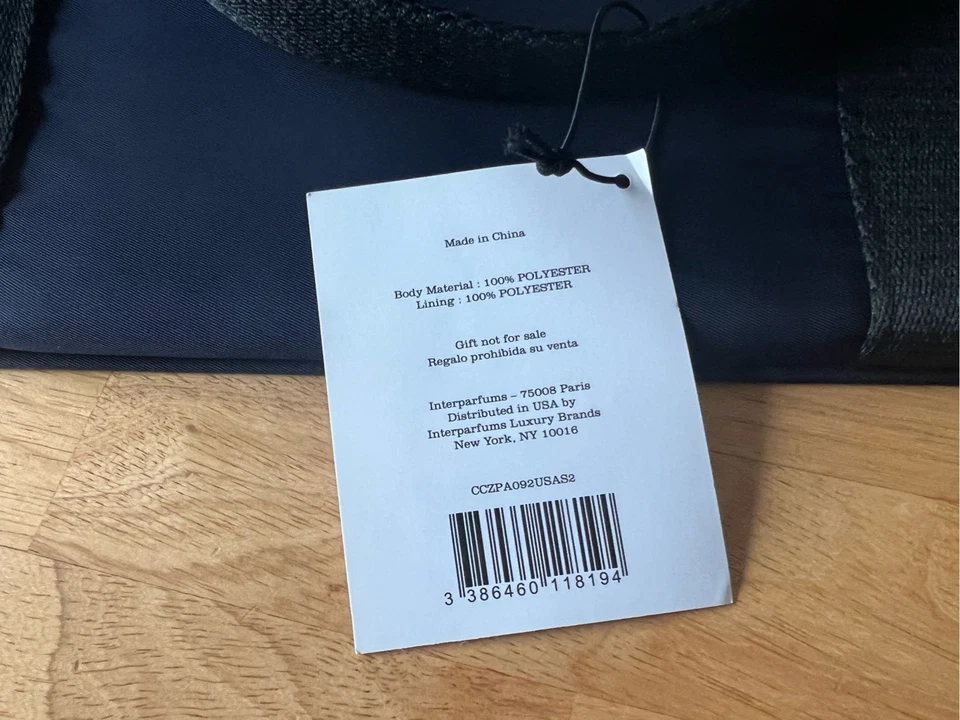 Made in China
Body Material : 100% POLYESTER
Lining : 100% POLYESTER
Gift not for sale
Regalo prohibida su venta
Interparfums – 75008 Paris
Distributed in USA by
Interparfums Luxury Brands
New York, NY 10016
CCZPA092USAS2
3 386460 118194